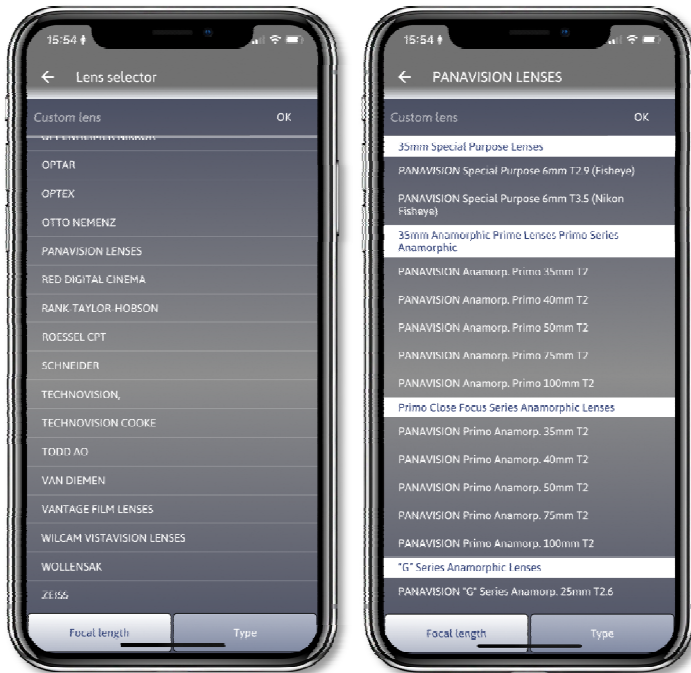 15:54
Lens selector
Custom lens
OK
OPTAR
OPTEX
OTTO NEMENZ
PANAVISION LENSES
RED DIGITAL CINEMA
RANK-TAYLOR-HOBSON
ROESSEL CPT
SCHNEIDER
TECHNOVISION,
TECHNOVISION COOKE
TODD AO
VAN DIEMEN
VANTAGE FILM LENSES
WILCAM VISTAVISION LENSES
WOLLENSAK
ZEISS
Focal length
Type
15:54
PANAVISION LENSES
Custom lens
OK
35mm Special Purpose Lenses
PANAVISION Special Purpose 6mm T2.9 (Fisheye)
PANAVISION Special Purpose 6mm T3.5 (Nikon
Fisheye)
35mm Anamorphic Prime Lenses Primo Series
Anamorphic
PANAVISION Anamorp. Primo 35mm T2
PANAVISION Anamorp. Primo 40mm T2
PANAVISION Anamorp. Primo 50mm T2
PANAVISION Anamorp. Primo 75mm T2
PANAVISION Anamorp. Primo 100mm T2
Primo Close Focus Series Anamorphic Lenses
PANAVISION Primo Anamorp. 35mm T2
PANAVISION Primo Anamorp. 40mm T2
PANAVISION Primo Anamorp. 50mm T2
PANAVISION Primo Anamorp. 75mm T2
PANAVISION Primo Anamorp. 100mm T2
"G" Series Anamorphic Lenses
PANAVISION "G" Series Anamorp. 25mm T2.6
Focal length
Type